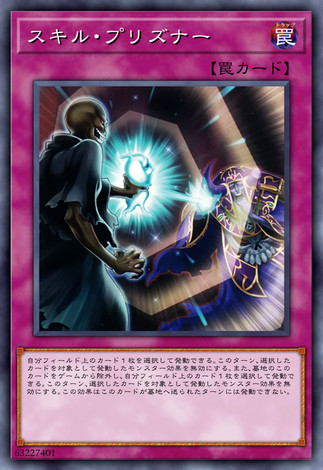 スキル・プリズナー
トラップ
罠
【罠カード】
自分フィールド上のカード1枚を選択して発動できる。このターン、選択した
カードを対象として発動したモンスター効果を無効にする。また、墓地のこの
カードをゲームから除外し、自分フィールド上のカード1枚を選択して発動でき
る。このターン、選択したカードを対象として発動したモンスター効果を無
効にする。この効果はこのカードが墓地へ送られたターンには発動できない。
63227401